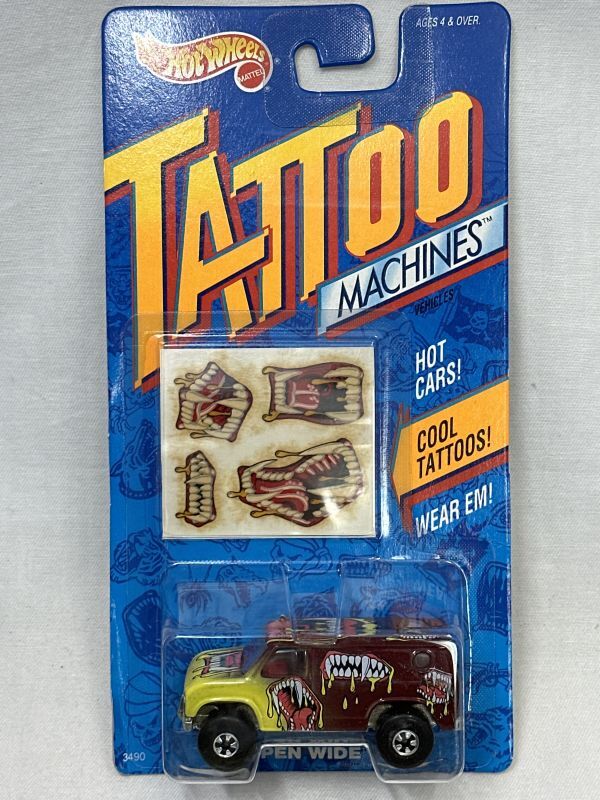 AGES 4 & OVER.
HOT WHEELS
MATTEL
TATTOO
MACHINES™
VEHICLES
HOT
CARS!
COOL
TATTOOS!
WEAR EM!
PEN WIDE
3490